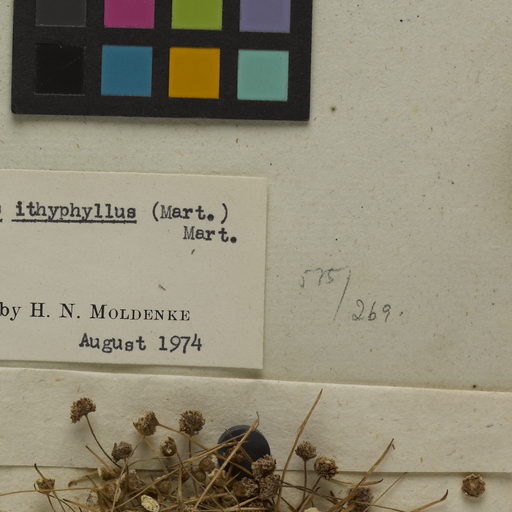 ithyphyllus (Mart.)
Mart.
by H. N. MOLDENKE
August 1974
575/269.